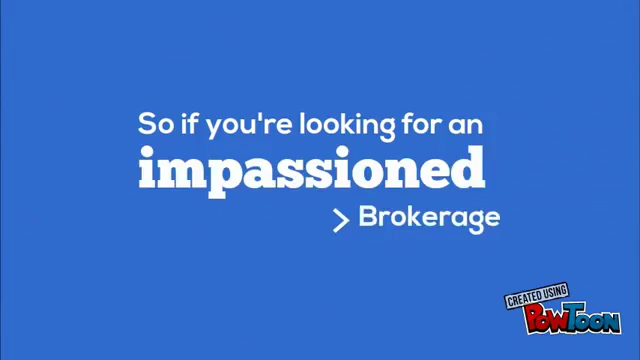 So if you're looking for an
impassioned
> Brokerage
CREATED USING
POWTOON